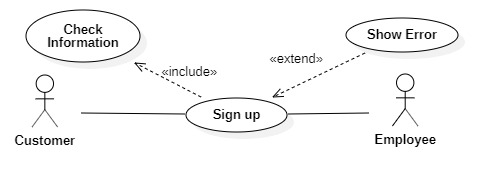 Check
Information
Show Error
«extend»
«include»
Sign up
Customer
Employee